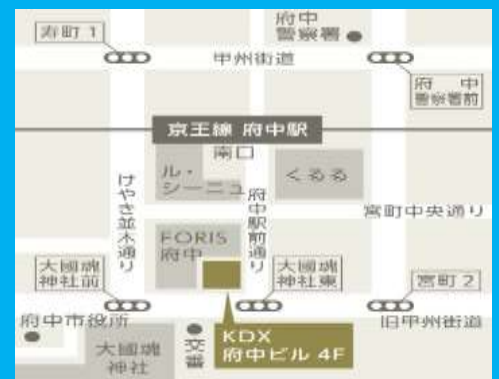 寿町 1
府中
警察署
甲州街道
府 中
警察署前
京王線 府中駅
南口
ル・
シーニュ
くるる
けやき並木通り
府中駅前通り
宮町中央通り
FORIS
府中
大國魂
神社前
大國魂
神社東
宮町 2
府中市役所
旧甲州街道
大國魂
神社
交番
KDX
府中ビル 4F